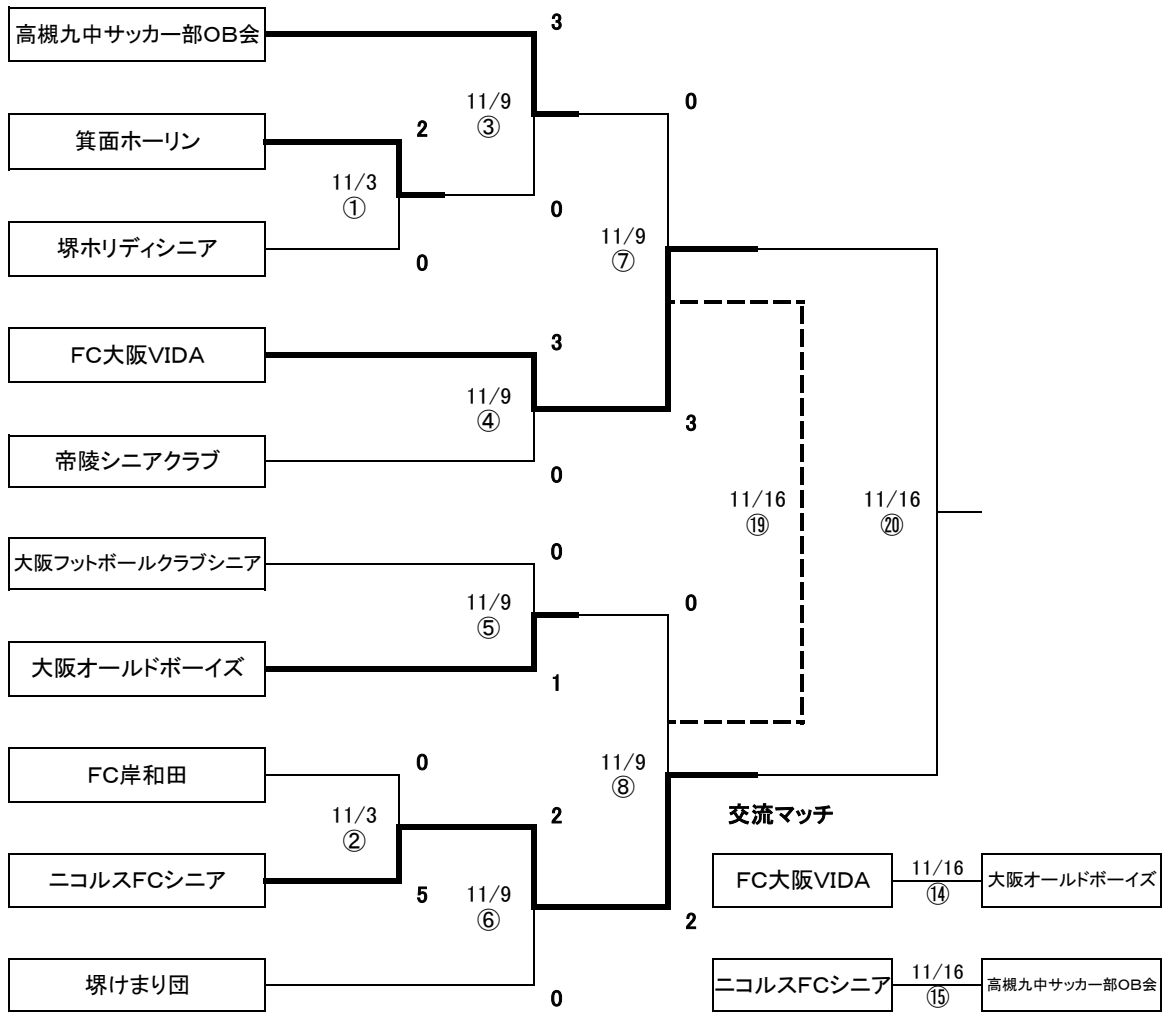 高槻九中サッカー部OB会
3
11/9
③
0
箕面ホーリン
2
11/3
①
0
堺ホリディシニア
0
11/9
⑦
FC大阪VIDA
3
11/9
④
3
帝陵シニアクラブ
0
11/16
⑲
11/16
⑳
大阪フットボールクラブシニア
0
11/9
⑤
0
大阪オールドボーイズ
1
FC岸和田
0
11/9
⑧
11/3
②
2
ニコルスFCシニア
5
11/9
⑥
2
堺けまり団
0
交流マッチ
FC大阪VIDA
11/16
⑭
大阪オールドボーイズ
ニコルスFCシニア
11/16
⑮
高槻九中サッカー部OB会